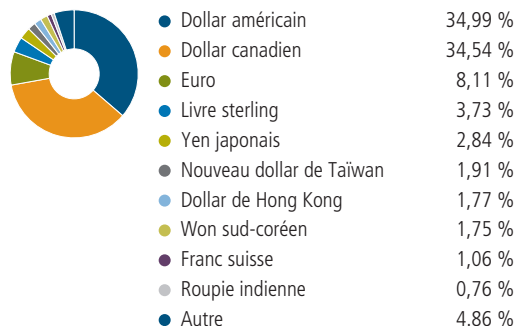 Dollar américain 34,99 %
Dollar canadien 34,54 %
Euro 8,11 %
Livre sterling 3,73 %
Yen japonais 2,84 %
Nouveau dollar de Taïwan 1,91 %
Dollar de Hong Kong 1,77 %
Won sud-coréen 1,75 %
Franc suisse 1,06 %
Roupie indienne 0,76 %
Autre 4,86 %